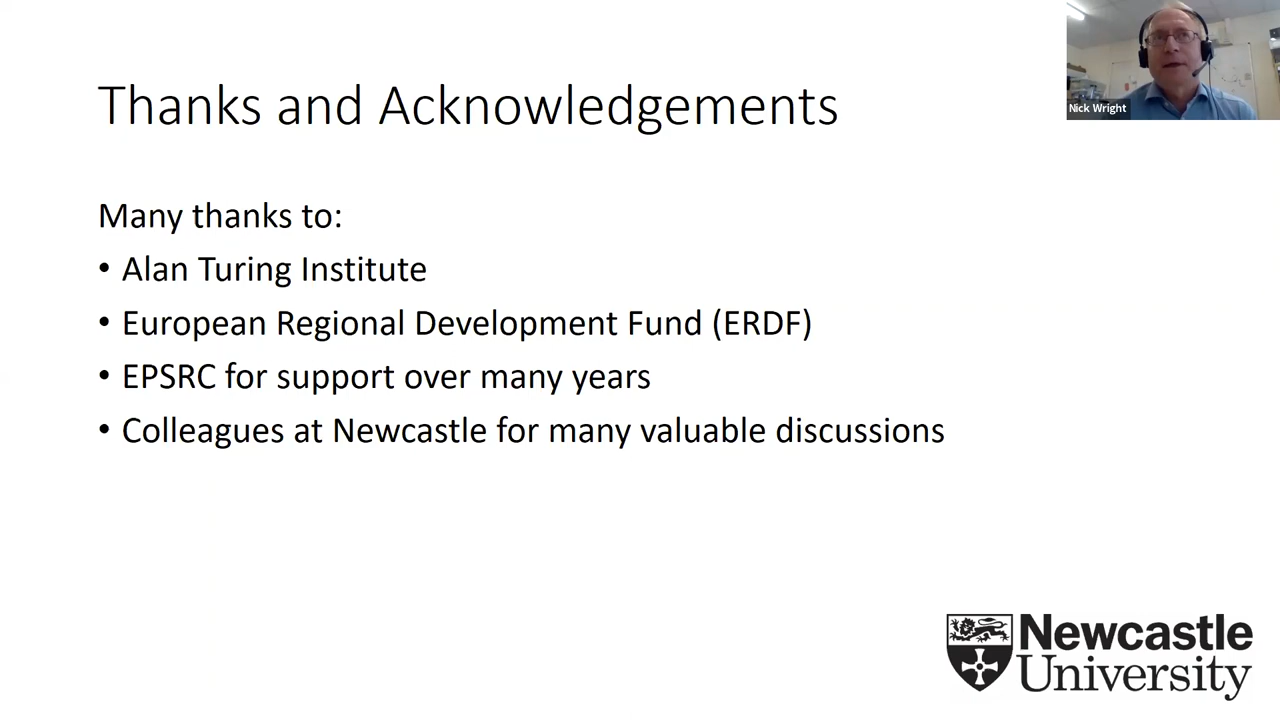 Thanks and Acknowledgements
Nick Wright
Many thanks to:
• Alan Turing Institute
• European Regional Development Fund (ERDF)
• EPSRC for support over many years
• Colleagues at Newcastle for many valuable discussions
Newcastle
University